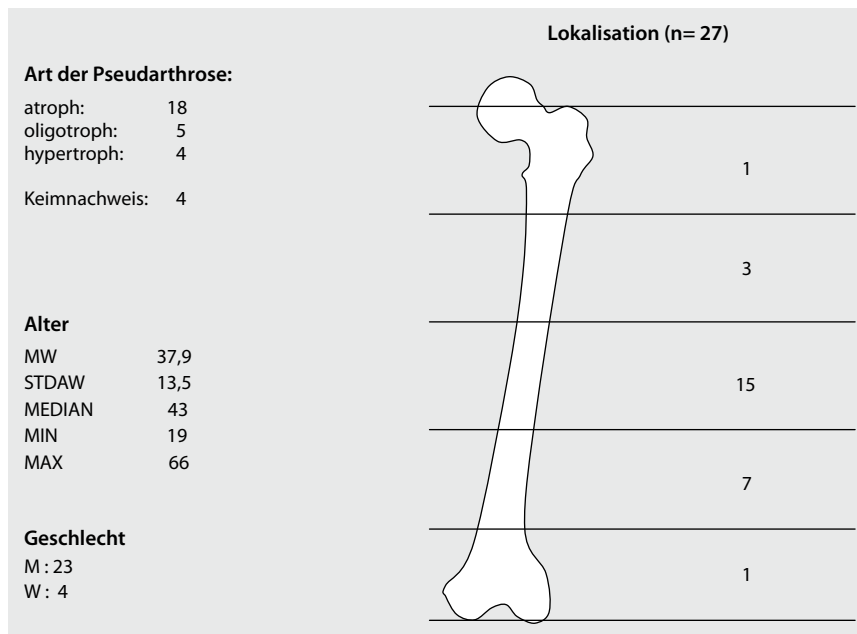 Lokalisation (n= 27)
Art der Pseudarthrose:
atroph: 18
oligotroph: 5
hypertroph: 4
Keimnachweis: 4
Alter
MW 37,9
STDAW 13,5
MEDIAN 43
MIN 19
MAX 66
Geschlecht
M : 23
W : 4
1
3
15
7
1